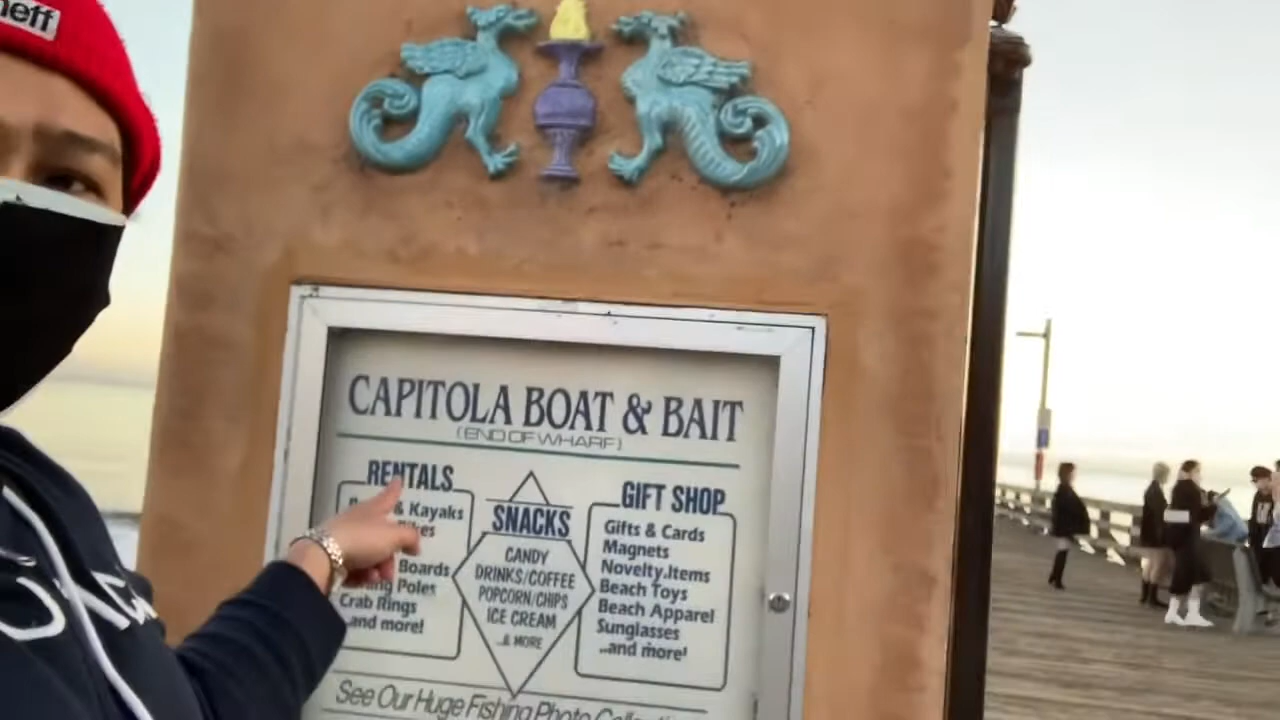 neff
CAPITOLA BOAT & BAIT
(END OF WHARF)
RENTALS
& Kayaks
Boards
Poles
Crab Rings
...and more!
SNACKS
CANDY
DRINKS/COFFEE
POPCORN/CHIPS
ICE CREAM
...& MORE
GIFT SHOP
Gifts & Cards
Magnets
Novelty.Items
Beach Toys
Beach Apparel
Sunglasses
...and more!
See Our Huge Fishing Photo